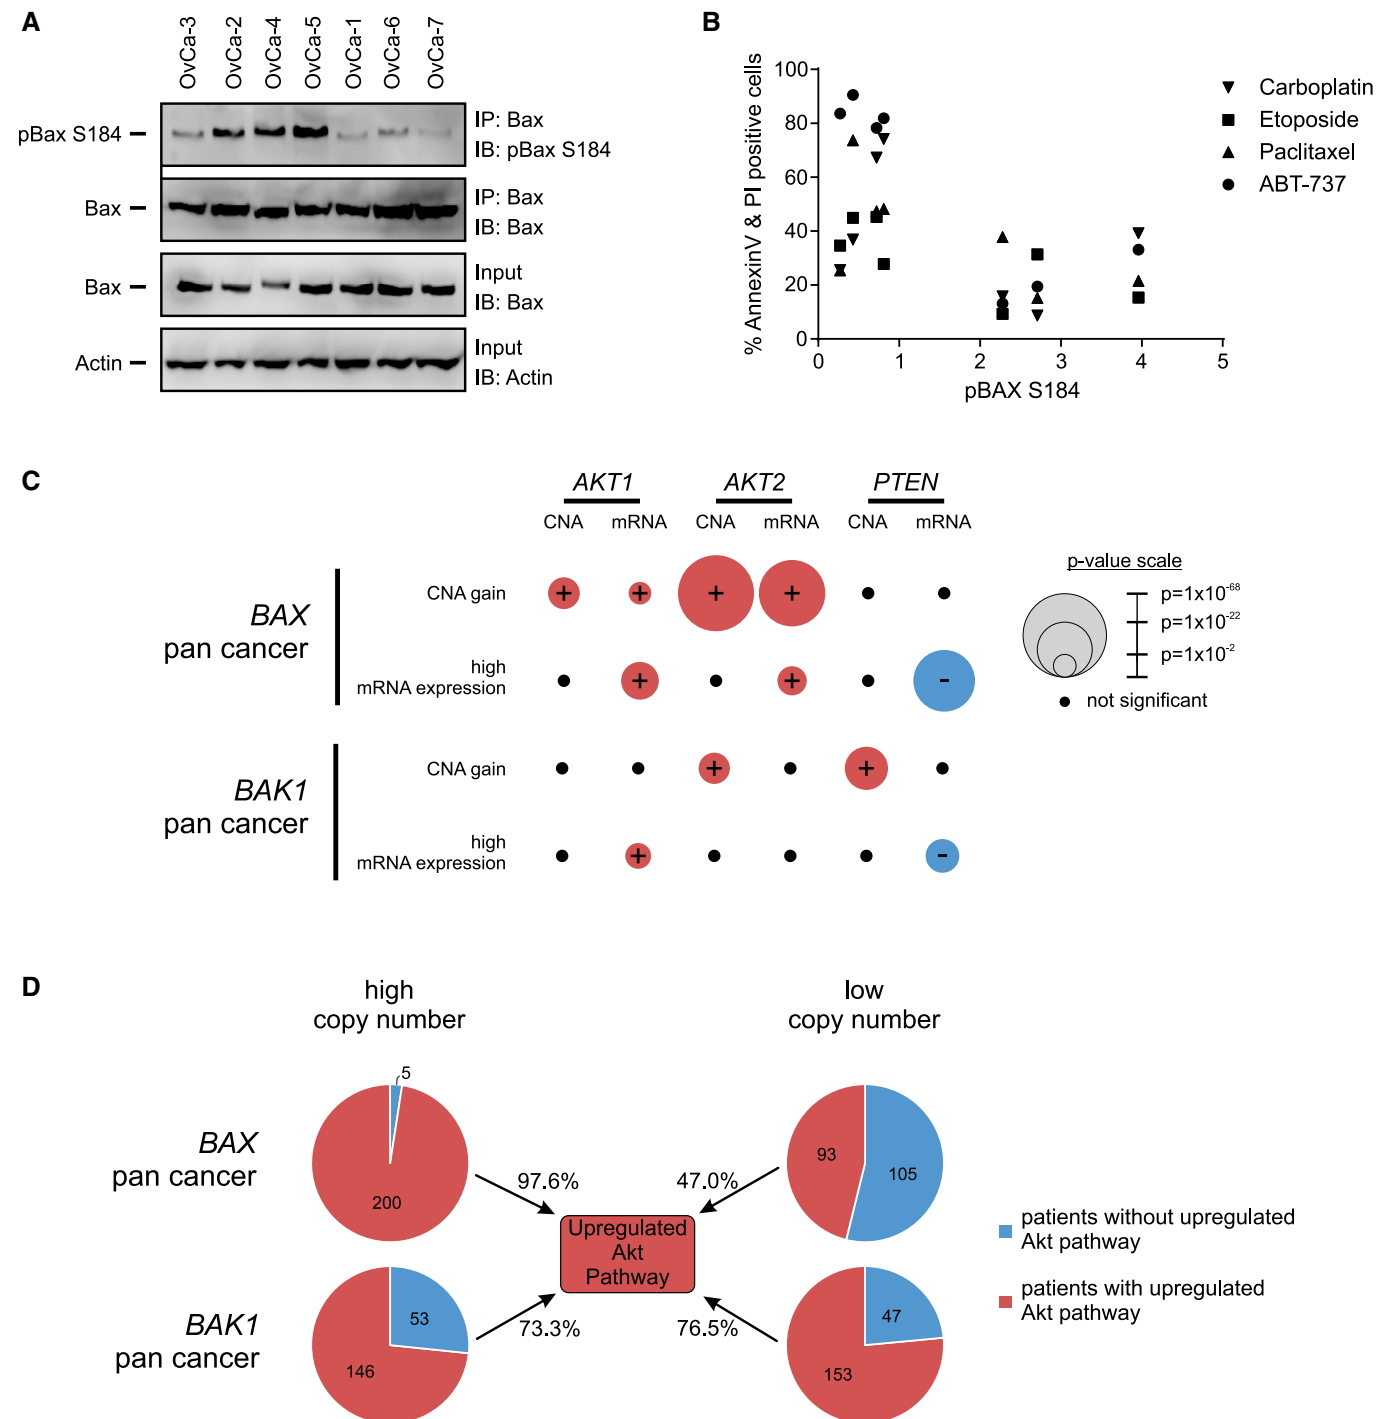 A
OvCa-3
OvCa-2
OvCa-4
OvCa-5
OvCa-1
OvCa-6
OvCa-7
pBax S184
IP: Bax
IB: pBax S184
Bax
IP: Bax
IB: Bax
Bax
Input
IB: Bax
Actin
Input
IB: Actin
B
% AnnexinV & PI positive cells
100
80
60
40
20
0
0 1 2 3 4 5
pBAX S184
Carboplatin
Etoposide
Paclitaxel
ABT-737
C
AKT1 AKT2 PTEN
CNA mRNA CNA mRNA CNA mRNA
BAX
pan cancer
CNA gain
+ + + +
high
mRNA expression
+ + -
BAK1
pan cancer
CNA gain
+ +
high
mRNA expression
+ -
p-value scale
p=1x10⁻⁶⁸
p=1x10⁻²²
p=1x10⁻²
not significant
D
high
copy number
low
copy number
BAX
pan cancer
5
200
97.6%
93
105
47.0%
Upregulated
Akt
Pathway
BAK1
pan cancer
53
146
73.3%
47
153
76.5%
patients without upregulated
Akt pathway
patients with upregulated
Akt pathway